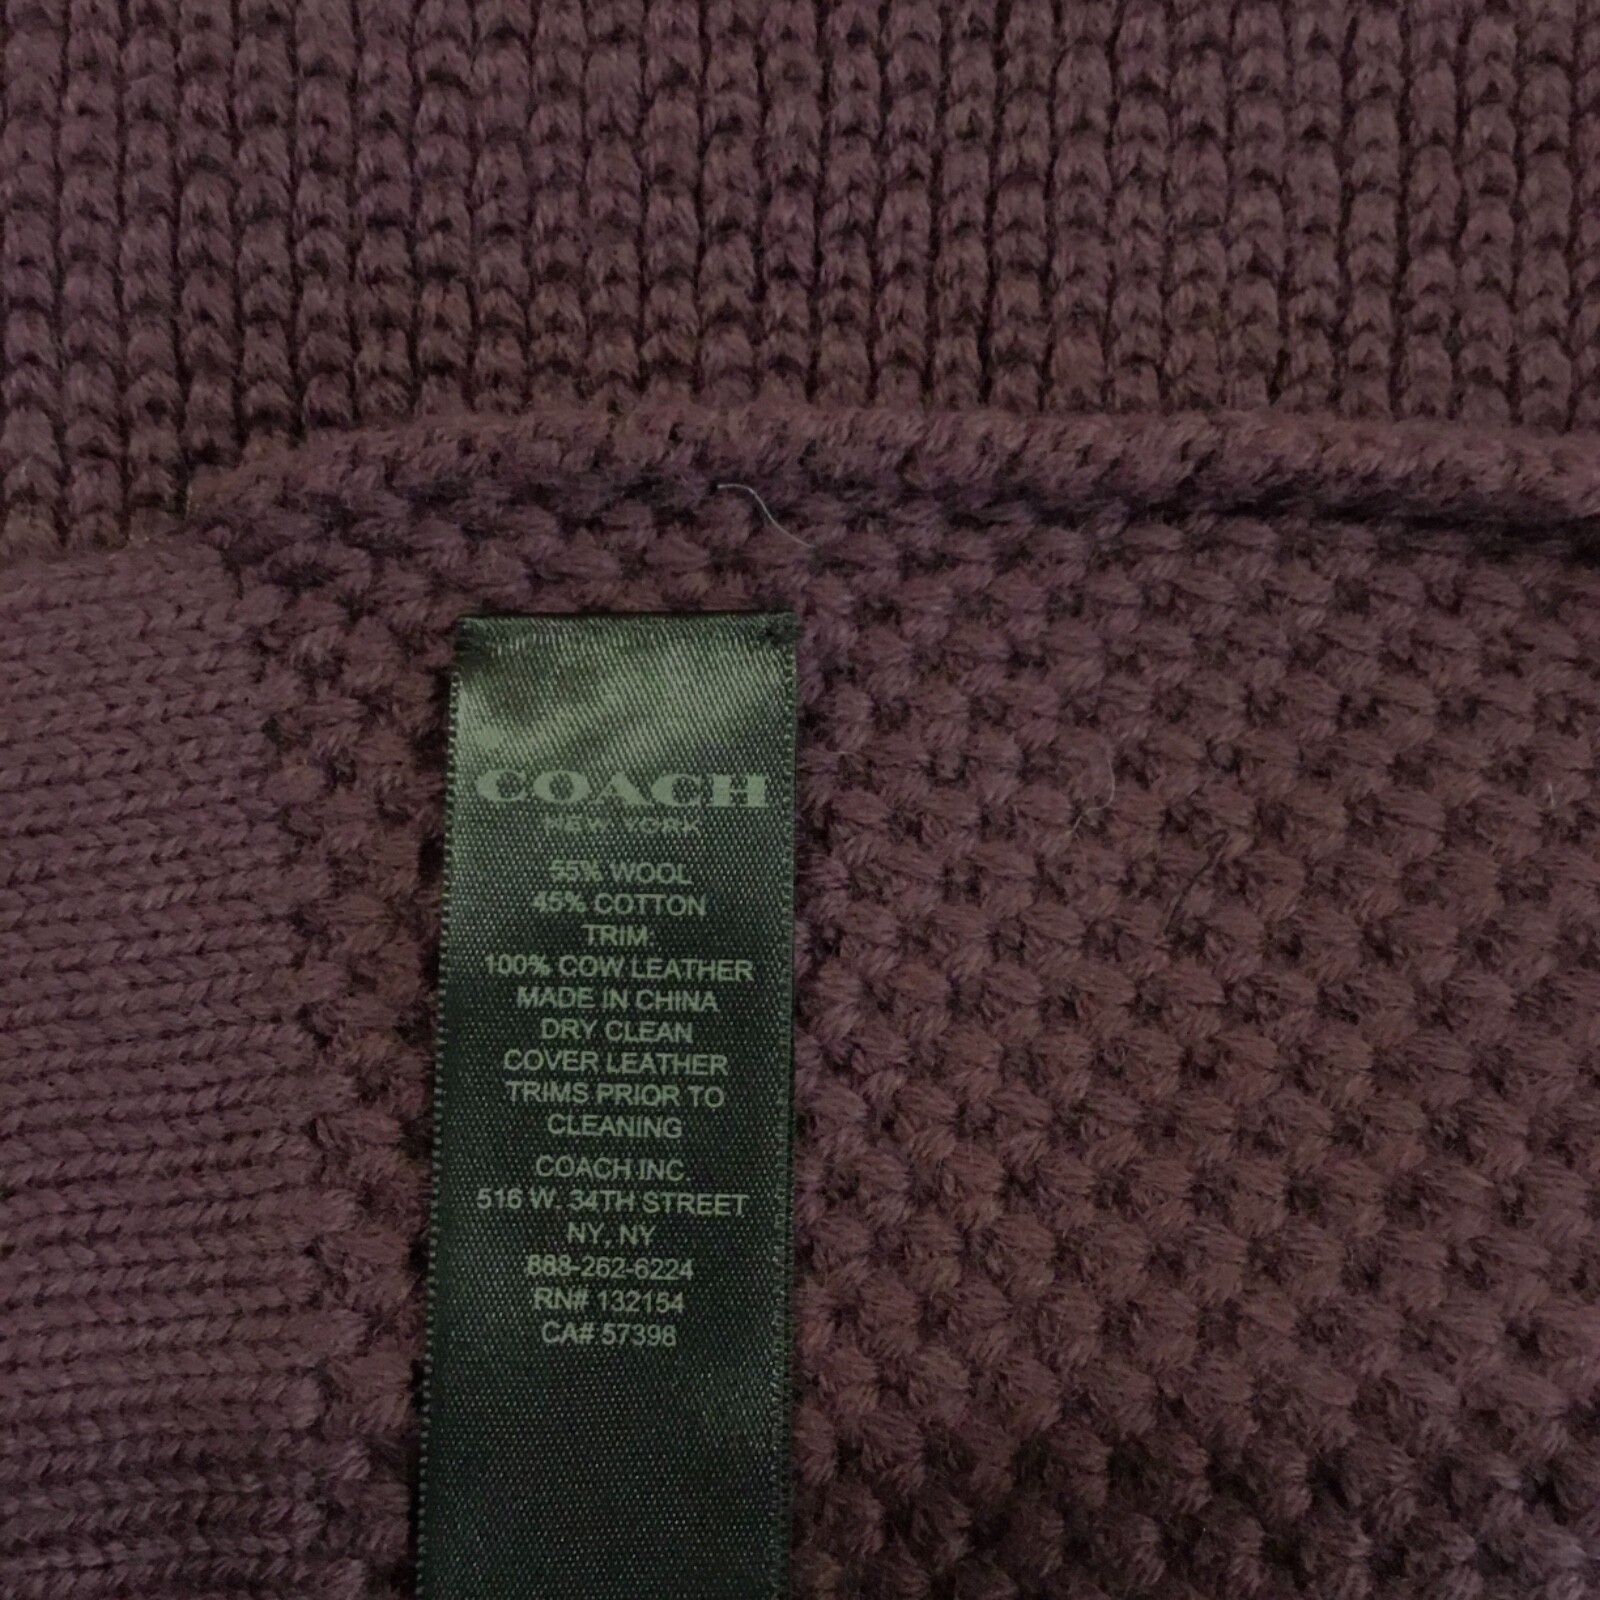 COACH
NEW YORK
55% WOOL
45% COTTON
TRIM
100% COW LEATHER
MADE IN CHINA
DRY CLEAN
COVER LEATHER
TRIMS PRIOR TO
CLEANING
COACH INC.
516 W. 34TH STREET
NY, NY
888-262-6224
RN# 132154
CA# 57398